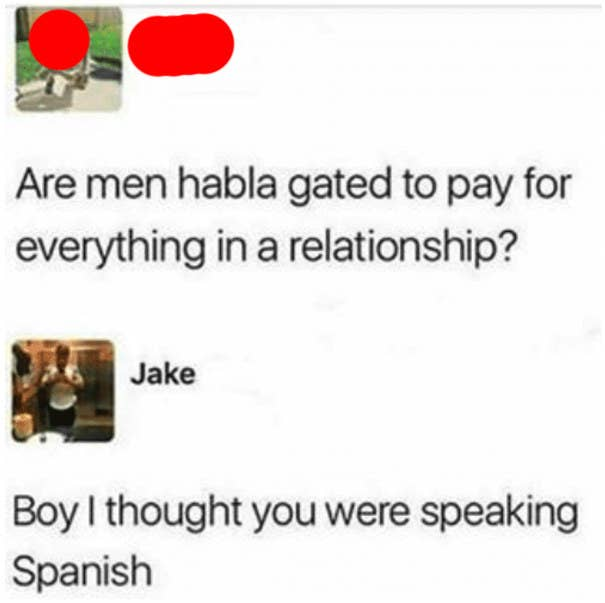 Are men habla gated to pay for
everything in a relationship?
Jake
Boy I thought you were speaking
Spanish